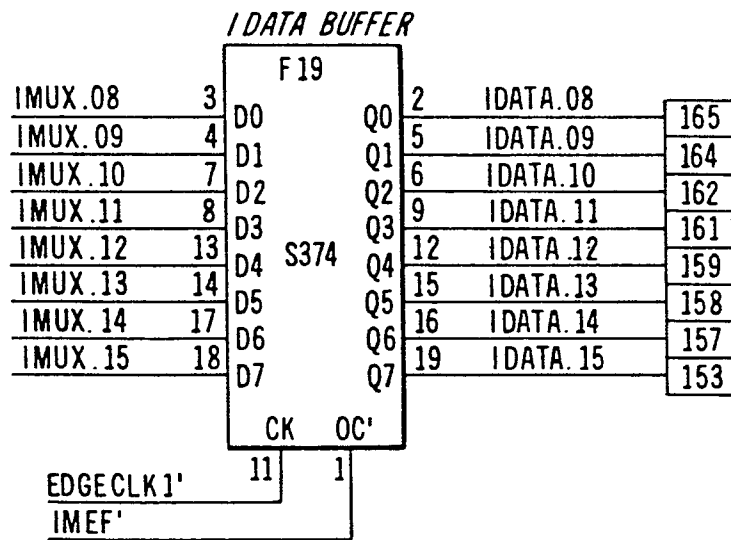 IDATA BUFFER
F19
IMUX.08 3 D0 Q0 2 IDATA.08 165
IMUX.09 4 D1 Q1 5 IDATA.09 164
IMUX.10 7 D2 Q2 6 IDATA.10 162
IMUX.11 8 D3 Q3 9 IDATA.11 161
S374
IMUX.12 13 D4 Q4 12 IDATA.12 159
IMUX.13 14 D5 Q5 15 IDATA.13 158
IMUX.14 17 D6 Q6 16 IDATA.14 157
IMUX.15 18 D7 Q7 19 IDATA.15 153
CK OC'
11 1
EDGECLK1'
IMEF'